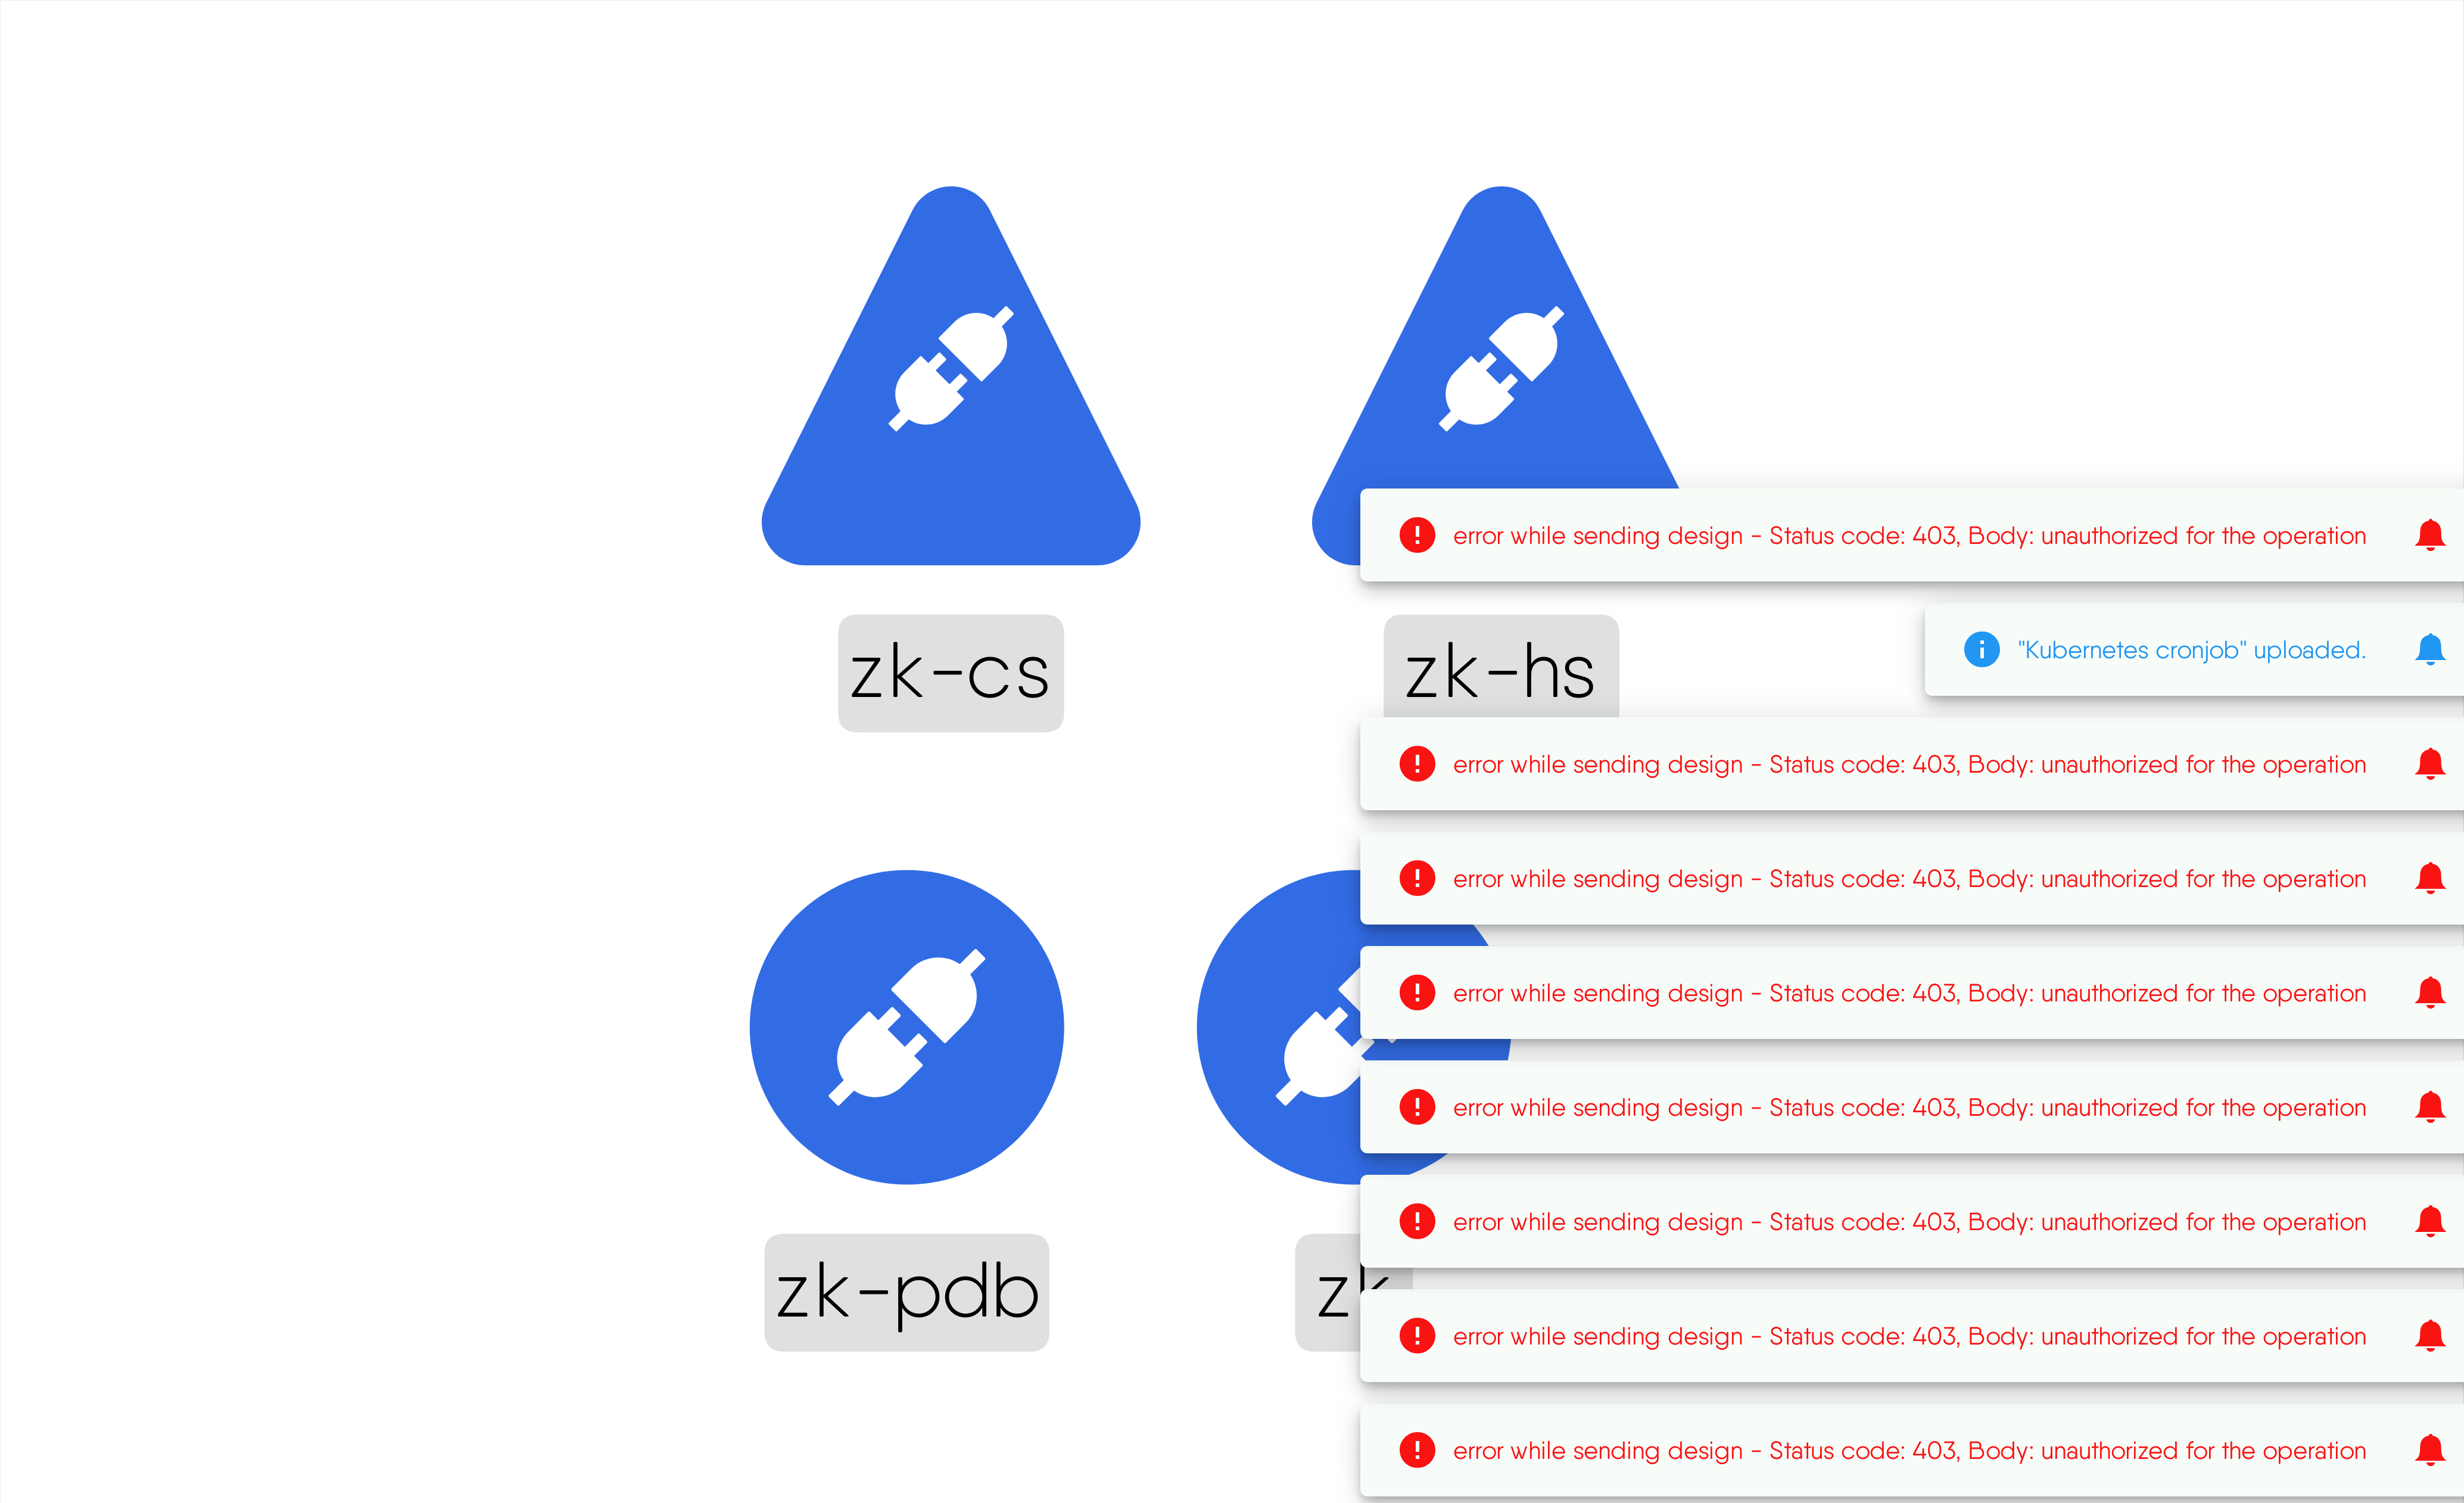 zk-cs
zk-hs
error while sending design - Status code: 403, Body: unauthorized for the operation
"Kubernetes cronjob" uploaded.
error while sending design - Status code: 403, Body: unauthorized for the operation
error while sending design - Status code: 403, Body: unauthorized for the operation
error while sending design - Status code: 403, Body: unauthorized for the operation
error while sending design - Status code: 403, Body: unauthorized for the operation
error while sending design - Status code: 403, Body: unauthorized for the operation
zk-pdb
zk
error while sending design - Status code: 403, Body: unauthorized for the operation
error while sending design - Status code: 403, Body: unauthorized for the operation